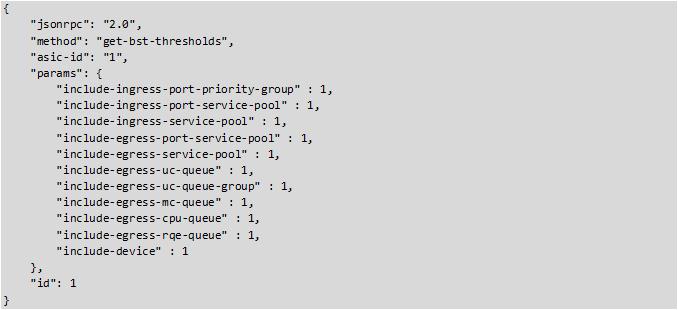 {
    "jsonrpc": "2.0",
    "method": "get-bst-thresholds",
    "asic-id": "1",
    "params": {
        "include-ingress-port-priority-group" : 1,
        "include-ingress-port-service-pool" : 1,
        "include-ingress-service-pool" : 1,
        "include-egress-port-service-pool" : 1,
        "include-egress-service-pool" : 1,
        "include-egress-uc-queue" : 1,
        "include-egress-uc-queue-group" : 1,
        "include-egress-mc-queue" : 1,
        "include-egress-cpu-queue" : 1,
        "include-egress-rqe-queue" : 1,
        "include-device" : 1
    },
    "id": 1
}